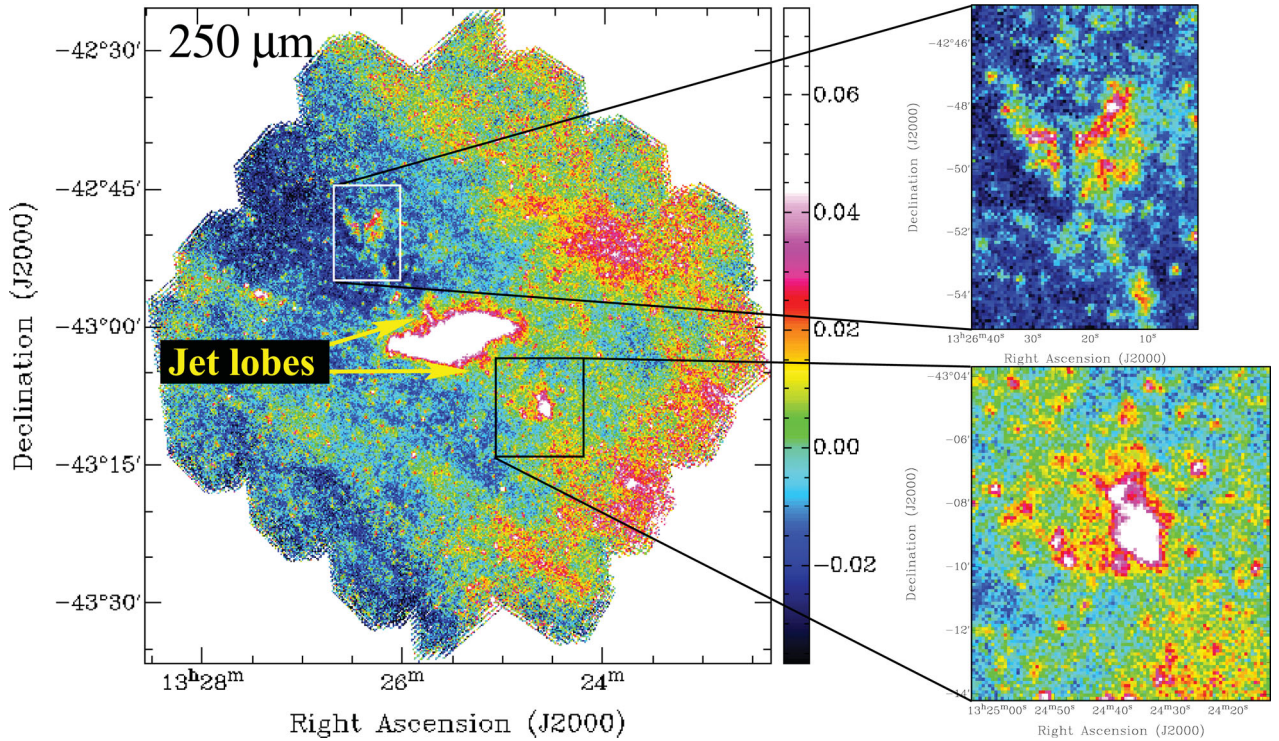 250 μm
Jet lobes
−42°30′
−42°45′
−43°00′
−43°15′
−43°30′
Declination (J2000)
13ʰ28ᵐ
26ᵐ
24ᵐ
Right Ascension (J2000)
0.06
0.04
0.02
0.00
−0.02
−42°46′
−48′
−50′
−52′
−54′
Declination (J2000)
13ʰ26ᵐ40ˢ
30ˢ
20ˢ
10ˢ
Right Ascension (J2000)
−43°04′
−06′
−08′
−10′
−12′
−14′
Declination (J2000)
13ʰ25ᵐ00ˢ
24ᵐ50ˢ
24ᵐ40ˢ
24ᵐ30ˢ
24ᵐ20ˢ
Right Ascension (J2000)